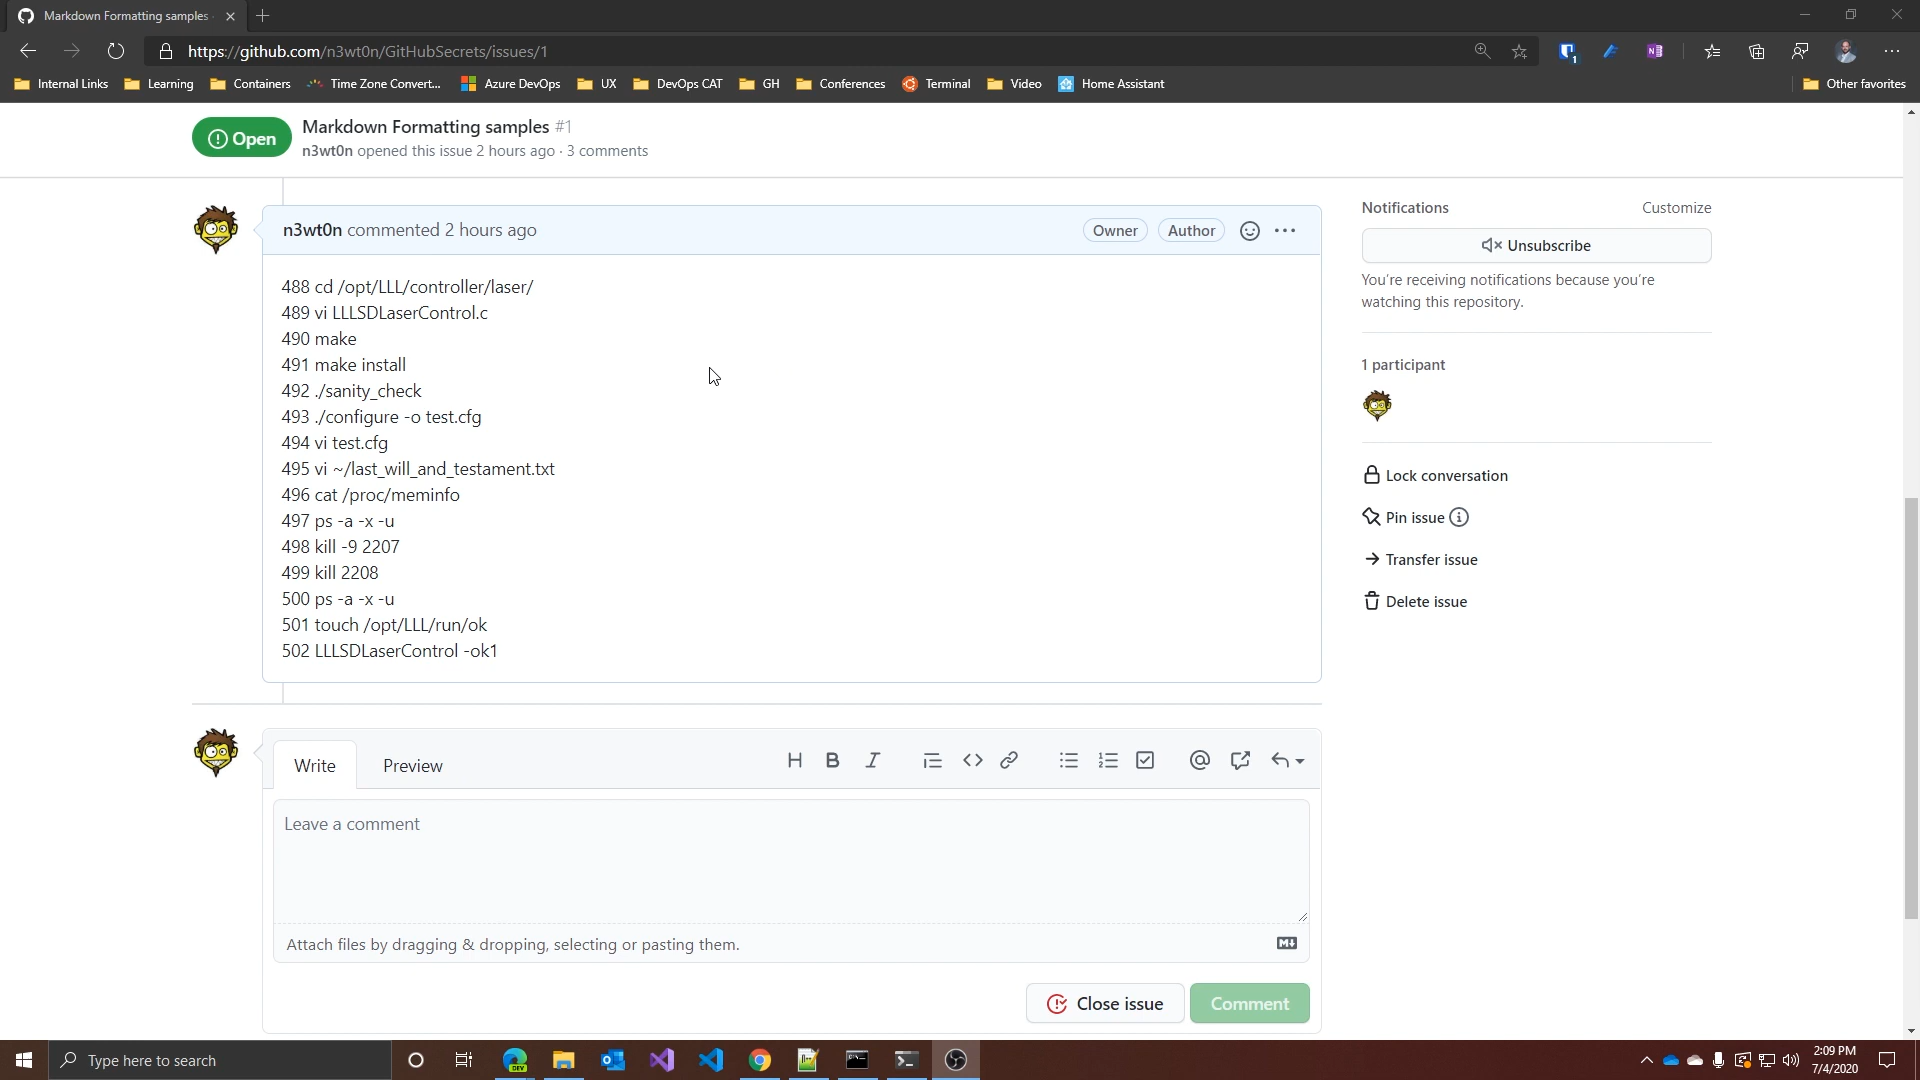 Markdown Formatting samples
https://github.com/n3wt0n/GitHubSecrets/issues/1
1
N
Internal Links
Learning
Containers
Time Zone Convert...
Azure DevOps
UX
DevOps CAT
GH
Conferences
Terminal
Video
Home Assistant
Other favorites
Open
Markdown Formatting samples #1
n3wt0n opened this issue 2 hours ago · 3 comments
n3wt0n commented 2 hours ago
Owner
Author
488 cd /opt/LLL/controller/laser/
489 vi LLLSDLaserControl.c
490 make
491 make install
492 ./sanity_check
493 ./configure -o test.cfg
494 vi test.cfg
495 vi ~/last_will_and_testament.txt
496 cat /proc/meminfo
497 ps -a -x -u
498 kill -9 2207
499 kill 2208
500 ps -a -x -u
501 touch /opt/LLL/run/ok
502 LLLSDLaserControl -ok1
Notifications
Customize
Unsubscribe
You're receiving notifications because you're
watching this repository.
1 participant
Lock conversation
Pin issue
Transfer issue
Delete issue
Write
Preview
H B I
Leave a comment
Attach files by dragging & dropping, selecting or pasting them.
Close issue
Comment
Type here to search
DEV
2:09 PM
7/4/2020